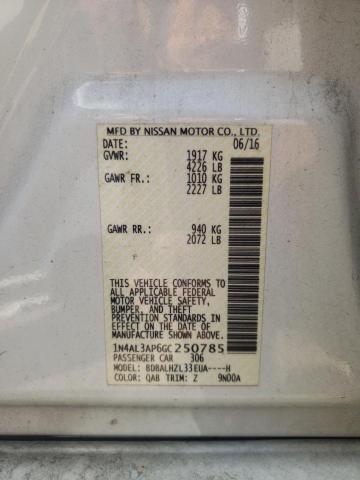 MFD BY NISSAN MOTOR CO., LTD.
DATE: 06/16
GVWR: 1917 KG
4226 LB
GAWR FR.: 1010 KG
2227 LB
GAWR RR.: 940 KG
2072 LB
THIS VEHICLE CONFORMS TO
ALL APPLICABLE FEDERAL
MOTOR VEHICLE SAFETY,
BUMPER, AND THEFT
PREVENTION STANDARDS IN
EFFECT ON THE DATE OF
MANUFACTURE SHOWN ABOVE.
1N4AL3AP6GC250785
PASSENGER CAR 306
MODEL: BDBALHZL33EUA----H
COLOR: QAB TRIM: Z 9N00A